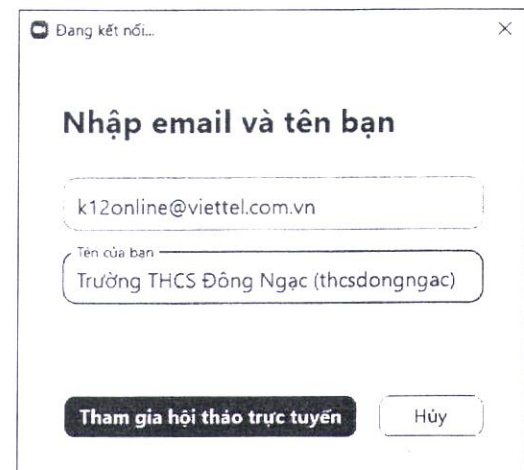 Đang kết nối...
Nhập email và tên bạn
k12online@viettel.com.vn
Tên của bạn
Trường THCS Đông Ngạc (thcsdongngac)
Tham gia hội thảo trực tuyến
Hủy